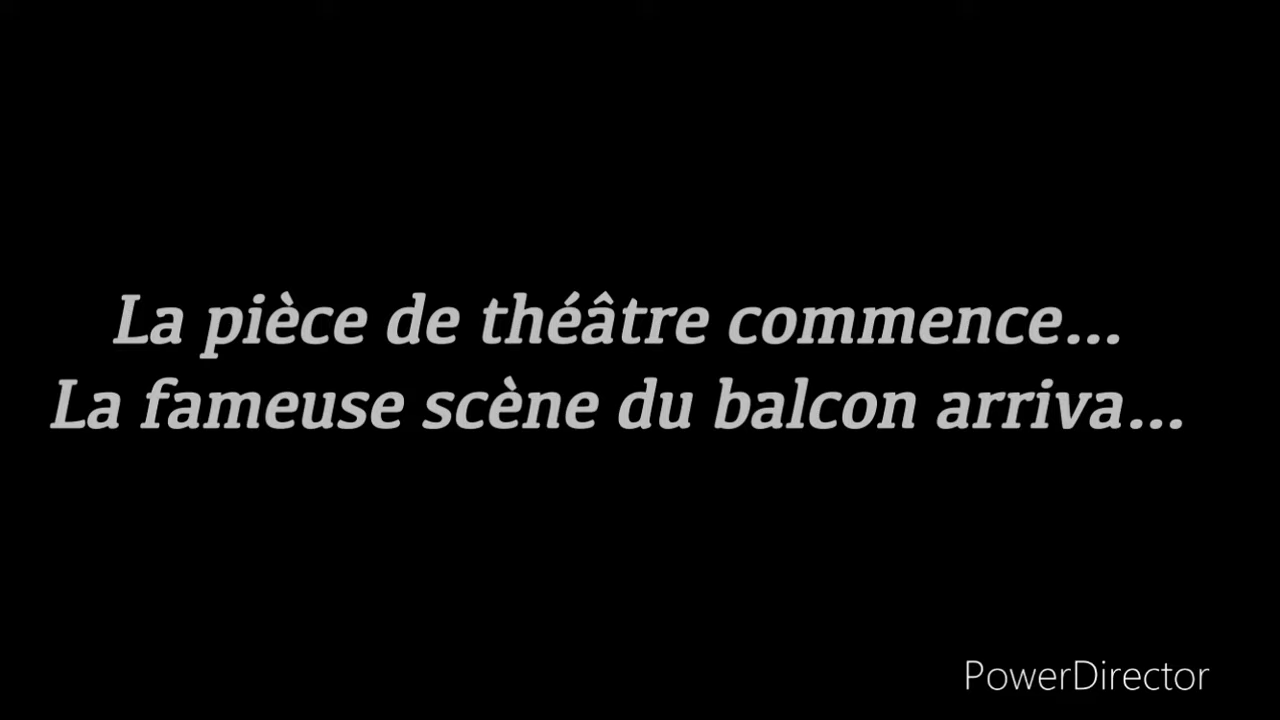 La pièce de théâtre commence...
La fameuse scène du balcon arriva...
PowerDirector